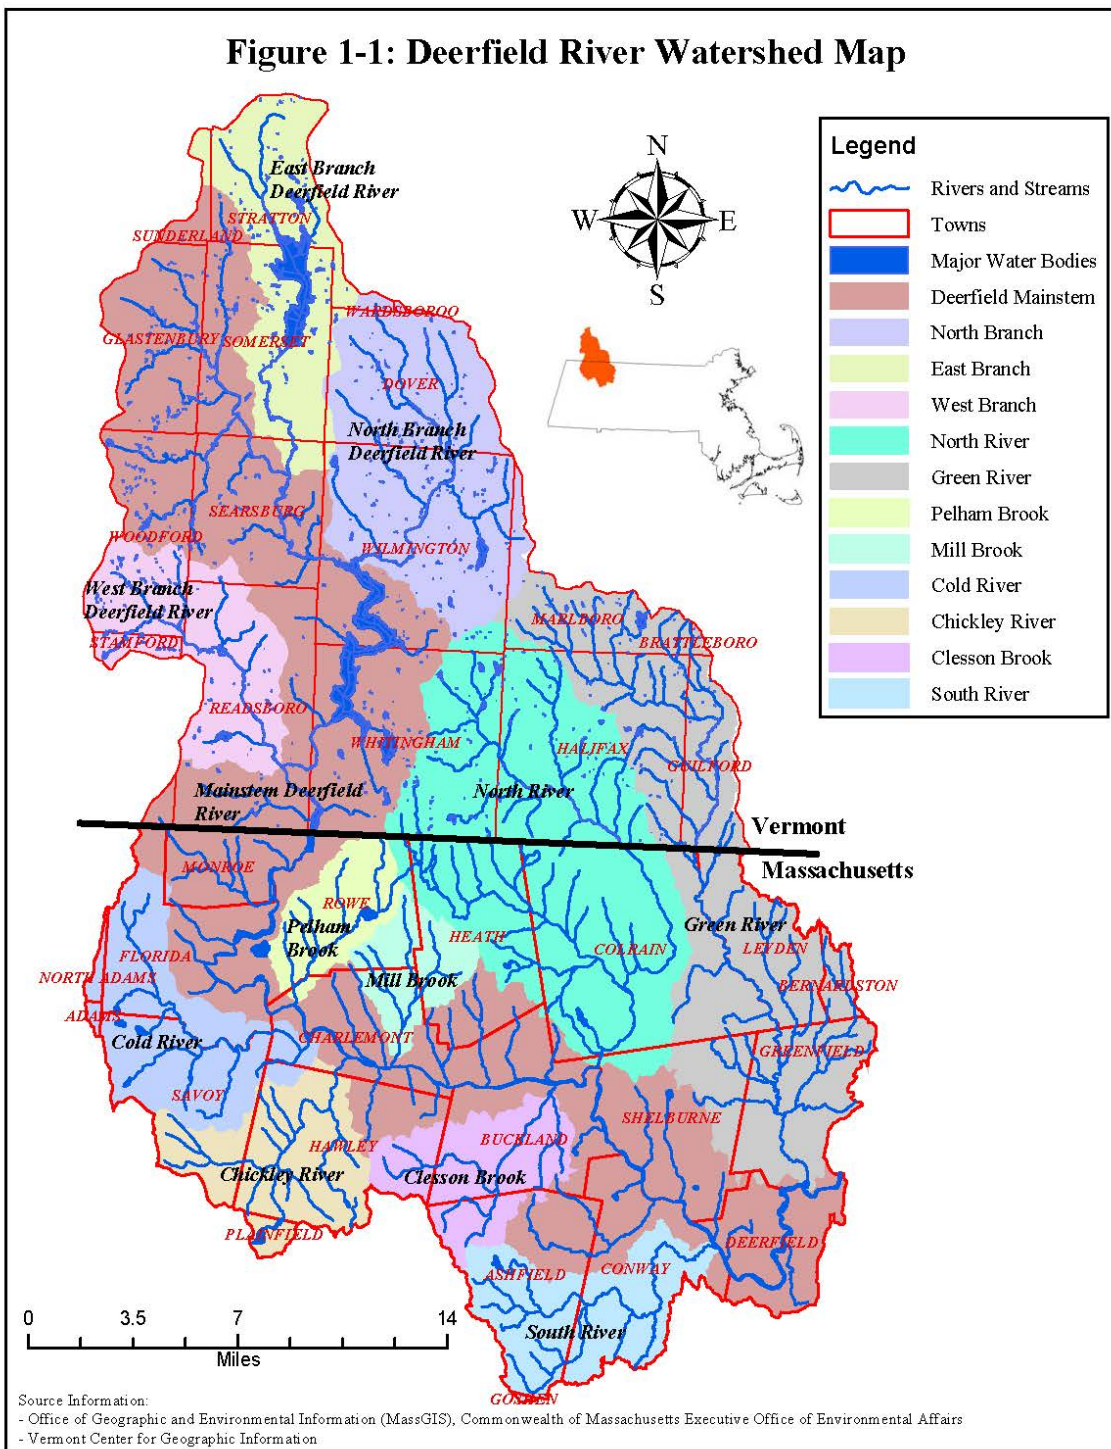 Figure 1-1: Deerfield River Watershed Map
N
W
E
S
Legend
Rivers and Streams
Towns
Major Water Bodies
Deerfield Mainstem
North Branch
East Branch
West Branch
North River
Green River
Pelham Brook
Mill Brook
Cold River
Chickley River
Clesson Brook
South River
East Branch
Deerfield River
STRATTON
SUNDERLAND
WARDSBOROO
GLASTENBURY
SOMERSET
DOVER
North Branch
Deerfield River
SEARSBURG
WOODFORD
WILMINGTON
West Branch
Deerfield River
STAMFORD
MARLBORO
BRATTLEBORO
READSBORO
WHITINGHAM
HALIFAX
GUILFORD
Mainstem Deerfield
River
North River
Vermont
Massachusetts
MONROE
ROWE
Pelham
Brook
HEATH
COLRAIN
Green River
LEYDEN
FLORIDA
NORTH ADAMS
Mill Brook
BERNARDSTON
ADAMS
Cold River
CHARLEMONT
GREENFIELD
SAVOY
SHELBURNE
HAWLEY
BUCKLAND
Chickley River
Clesson Brook
PLAINFIELD
DEERFIELD
ASHFIELD
CONWAY
South River
GOSHEN
0 3.5 7 14
Miles
Source Information:
- Office of Geographic and Environmental Information (MassGIS), Commonwealth of Massachusetts Executive Office of Environmental Affairs
- Vermont Center for Geographic Information